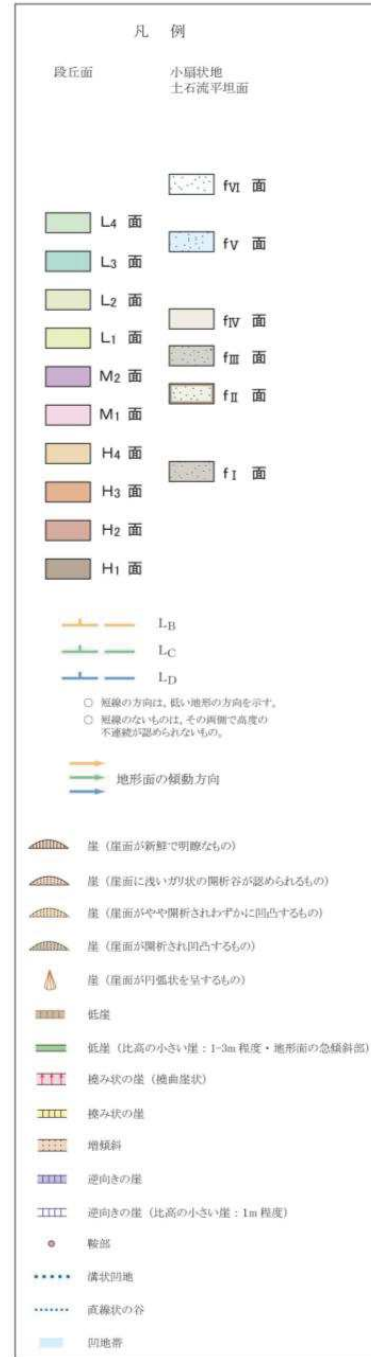 凡 例
段丘面
小扇状地
土石流平坦面
fⅥ 面
L4 面
fⅤ 面
L3 面
L2 面
fⅣ 面
L1 面
fⅢ 面
M2 面
fⅡ 面
M1 面
H4 面
fⅠ 面
H3 面
H2 面
H1 面
LB
LC
LD
○ 短線の方向は、低い地形の方向を示す。
○ 短線のないものは、その両側で高度の
不連続が認められないもの。
地形面の傾動方向
崖（崖面が新鮮で明瞭なもの）
崖（崖面に浅いガリ状の開析谷が認められるもの）
崖（崖面がやや開析されわずかに凹凸するもの）
崖（崖面が開析され凹凸するもの）
崖（崖面が円弧状を呈するもの）
低崖
低崖（比高の小さい崖：1-3m 程度・地形面の急傾斜部）
撓み状の崖（撓曲崖状）
撓み状の崖
増傾斜
逆向きの崖
逆向きの崖（比高の小さい崖：1m 程度）
鞍部
溝状凹地
直線状の谷
凹地帯